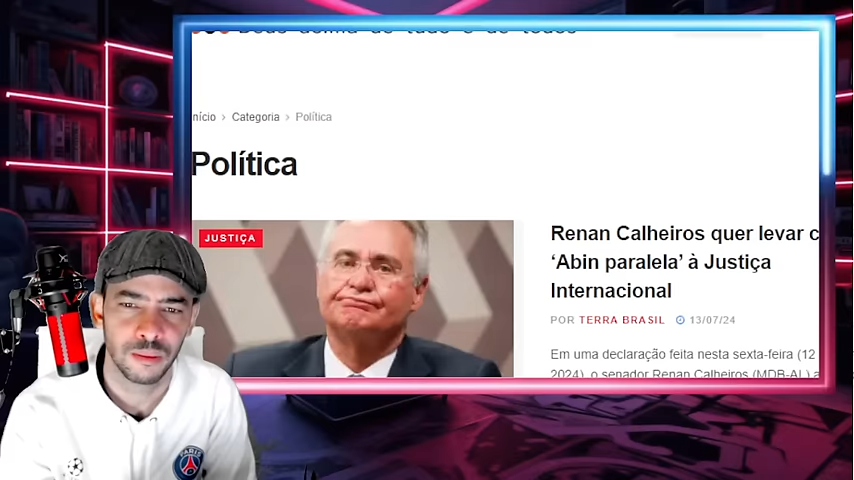 Início > Categoria > Política
Política
JUSTIÇA
Renan Calheiros quer levar c
‘Abin paralela’ à Justiça
Internacional
POR TERRA BRASIL 13/07/24
Em uma declaração feita nesta sexta-feira (12
2024), o senador Renan Calheiros (MDB-AL) a
PARIS